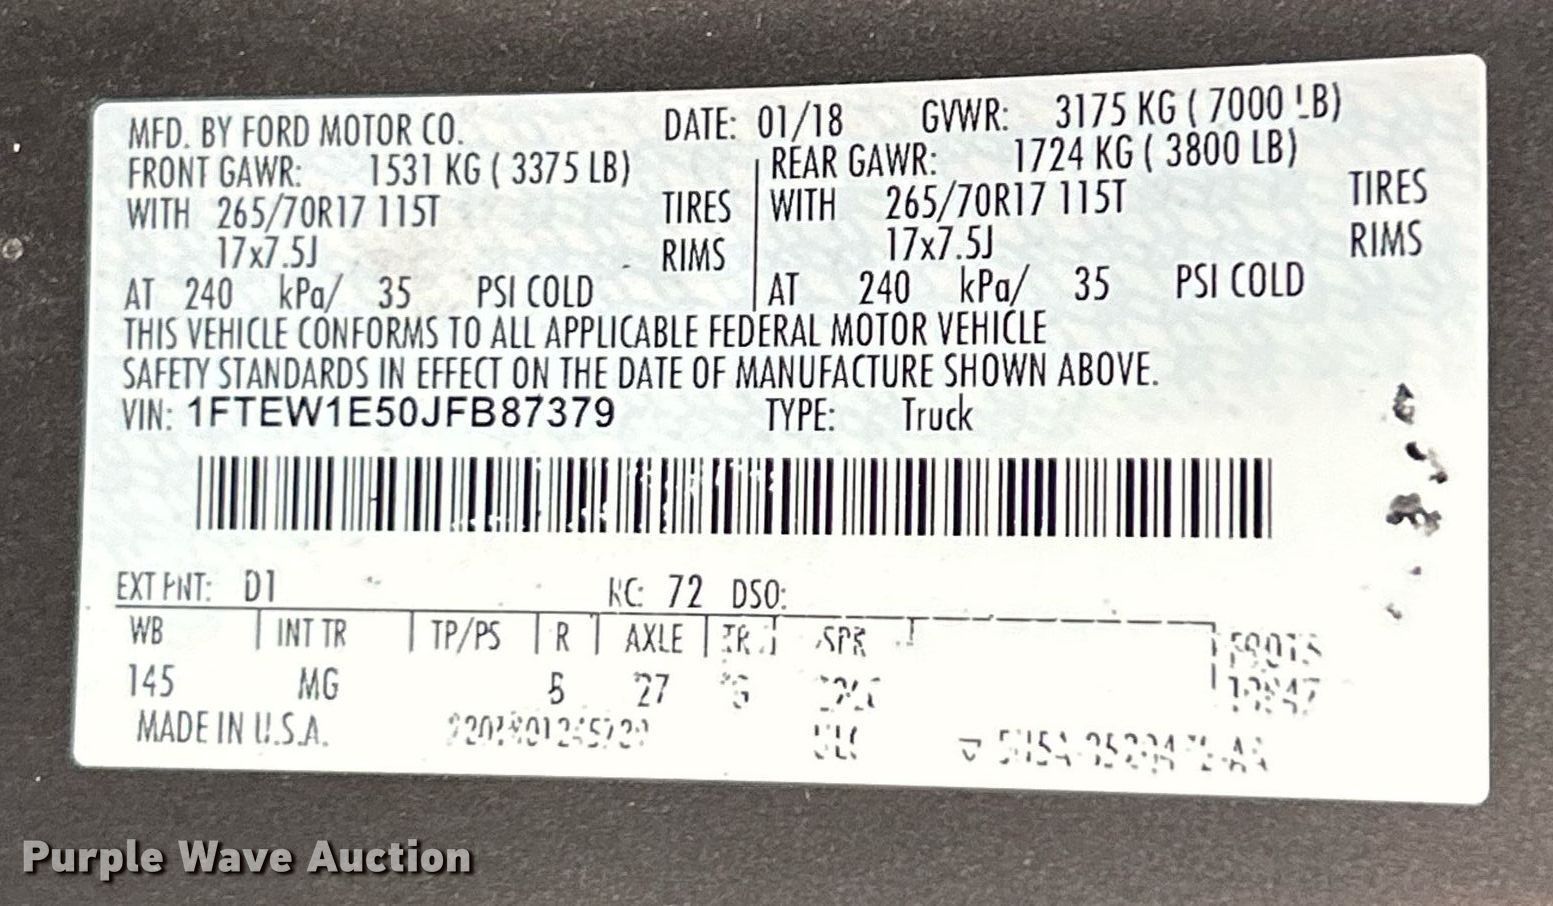 MFD. BY FORD MOTOR CO. DATE: 01/18 GVWR: 3175 KG ( 7000 LB)
FRONT GAWR: 1531 KG ( 3375 LB) REAR GAWR: 1724 KG ( 3800 LB)
WITH 265/70R17 115T TIRES WITH 265/70R17 115T TIRES
17x7.5J RIMS 17x7.5J RIMS
AT 240 kPa/ 35 PSI COLD AT 240 kPa/ 35 PSI COLD
THIS VEHICLE CONFORMS TO ALL APPLICABLE FEDERAL MOTOR VEHICLE
SAFETY STANDARDS IN EFFECT ON THE DATE OF MANUFACTURE SHOWN ABOVE.
VIN: 1FTEW1E50JFB87379 TYPE: Truck
EXT PNT: D1 RC: 72 DSO:
WB INT TR TP/PS R AXLE TR SPR
145 MG 27
MADE IN U.S.A.
Purple Wave Auction